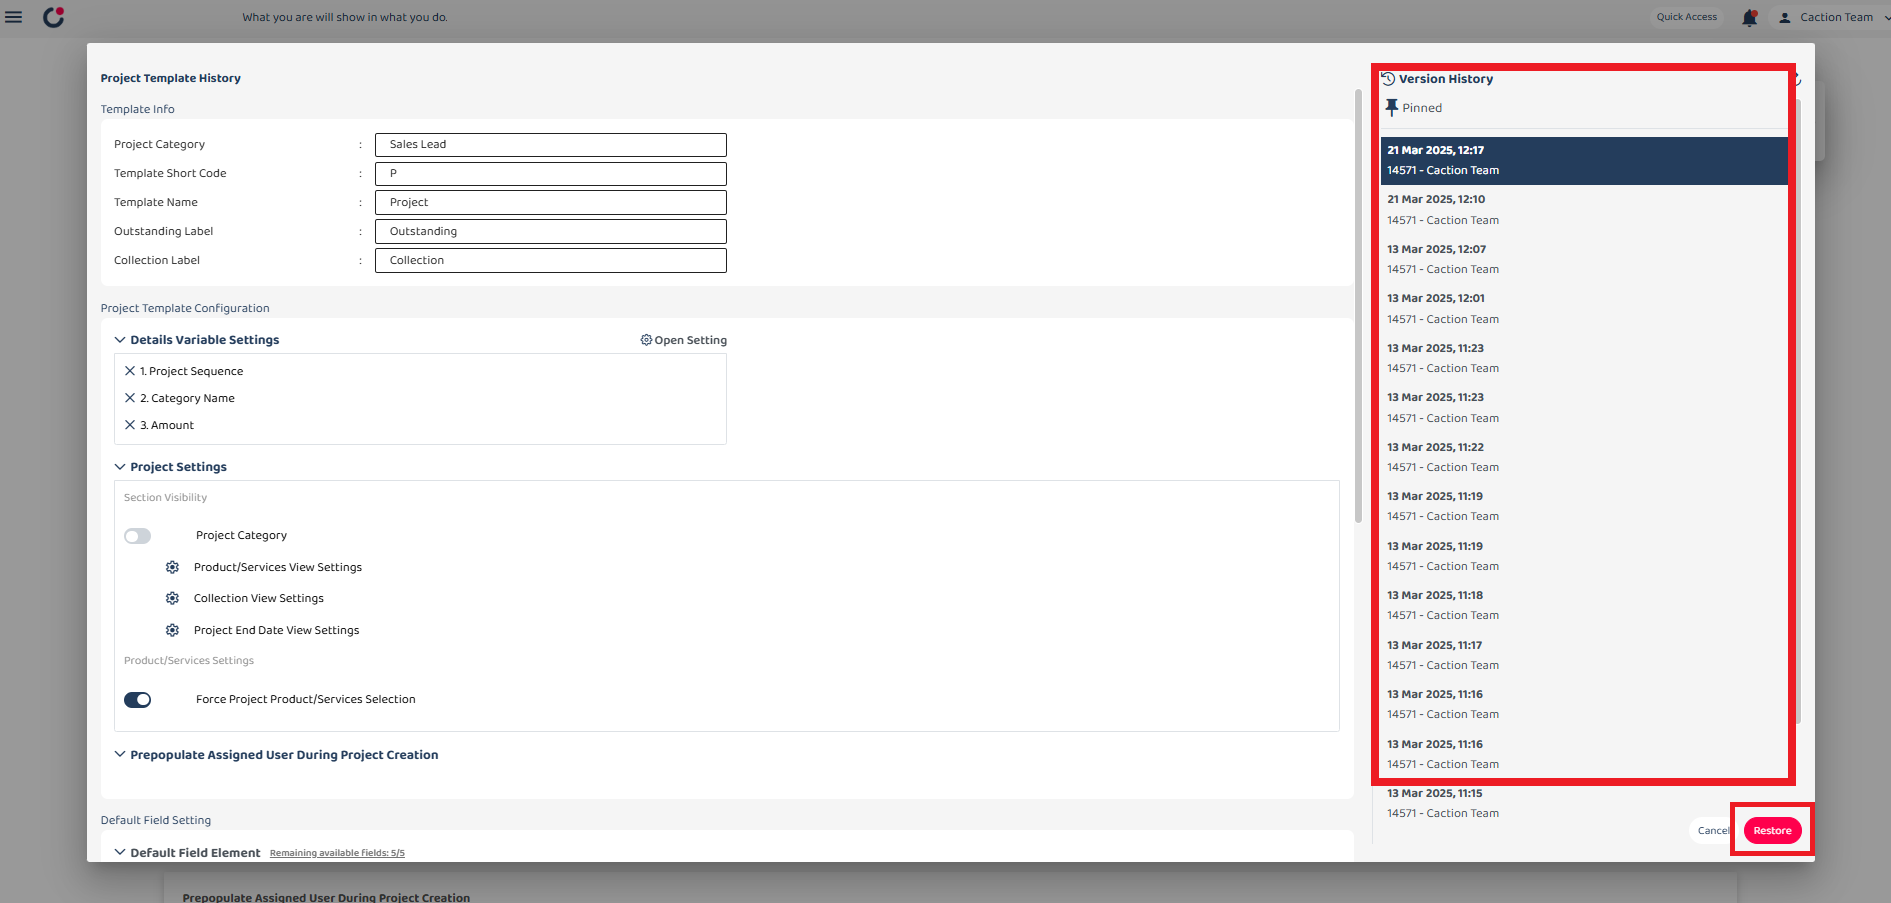 What you are will show in what you do.
Quick Access
Caction Team
Project Template History
Template Info
Project Category : Sales Lead
Template Short Code : P
Template Name : Project
Outstanding Label : Outstanding
Collection Label : Collection
Project Template Configuration
Details Variable Settings
Open Setting
1. Project Sequence
2. Category Name
3. Amount
Project Settings
Section Visibility
Project Category
Product/Services View Settings
Collection View Settings
Project End Date View Settings
Product/Services Settings
Force Project Product/Services Selection
Prepopulate Assigned User During Project Creation
Default Field Setting
Default Field Element Remaining available fields: 5/5
Version History
Pinned
21 Mar 2025, 12:17
14571 - Caction Team
21 Mar 2025, 12:10
14571 - Caction Team
13 Mar 2025, 12:07
14571 - Caction Team
13 Mar 2025, 12:01
14571 - Caction Team
13 Mar 2025, 11:23
14571 - Caction Team
13 Mar 2025, 11:23
14571 - Caction Team
13 Mar 2025, 11:22
14571 - Caction Team
13 Mar 2025, 11:19
14571 - Caction Team
13 Mar 2025, 11:19
14571 - Caction Team
13 Mar 2025, 11:18
14571 - Caction Team
13 Mar 2025, 11:17
14571 - Caction Team
13 Mar 2025, 11:16
14571 - Caction Team
13 Mar 2025, 11:16
14571 - Caction Team
13 Mar 2025, 11:15
14571 - Caction Team
Cancel
Restore
Prepopulate Assigned User During Project Creation